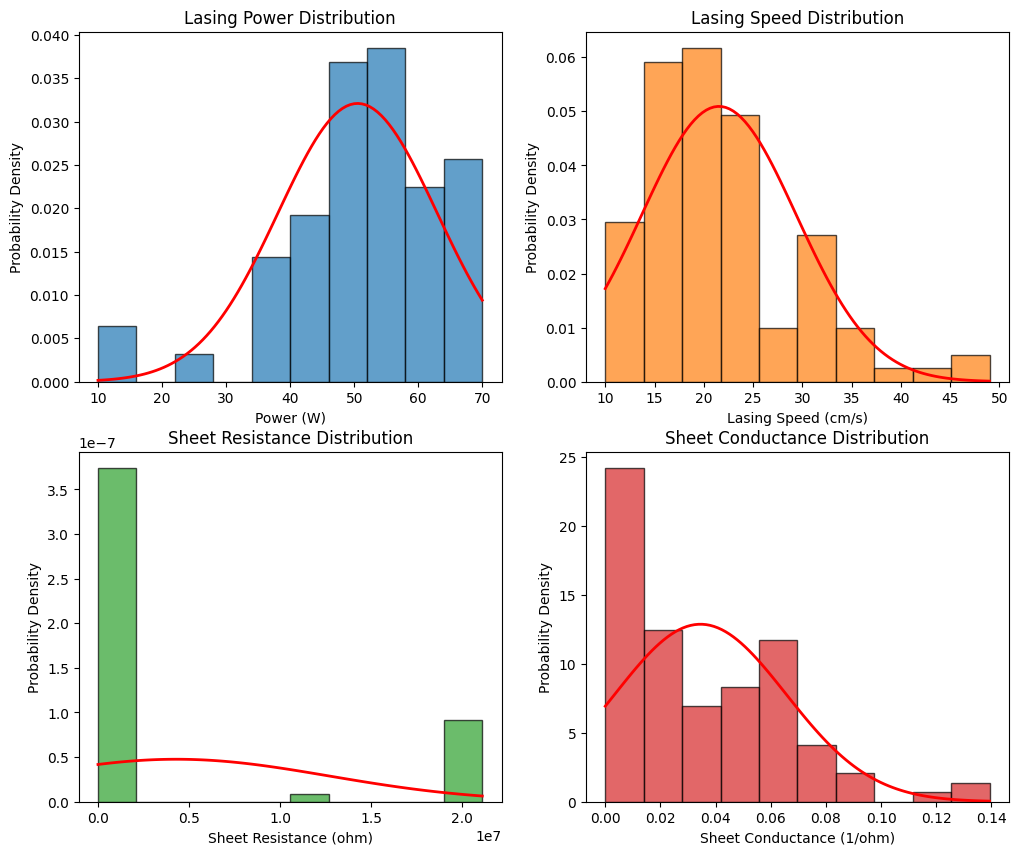 Lasing Power Distribution
0.040
0.035
0.030
0.025
0.020
0.015
0.010
0.005
0.000
Probability Density
10 20 30 40 50 60 70
Power (W)
Lasing Speed Distribution
0.06
0.05
0.04
0.03
0.02
0.01
0.00
Probability Density
10 15 20 25 30 35 40 45 50
Lasing Speed (cm/s)
1e−7
Sheet Resistance Distribution
3.5
3.0
2.5
2.0
1.5
1.0
0.5
0.0
Probability Density
0.0 0.5 1.0 1.5 2.0
1e7
Sheet Resistance (ohm)
Sheet Conductance Distribution
25
20
15
10
5
0
Probability Density
0.00 0.02 0.04 0.06 0.08 0.10 0.12 0.14
Sheet Conductance (1/ohm)